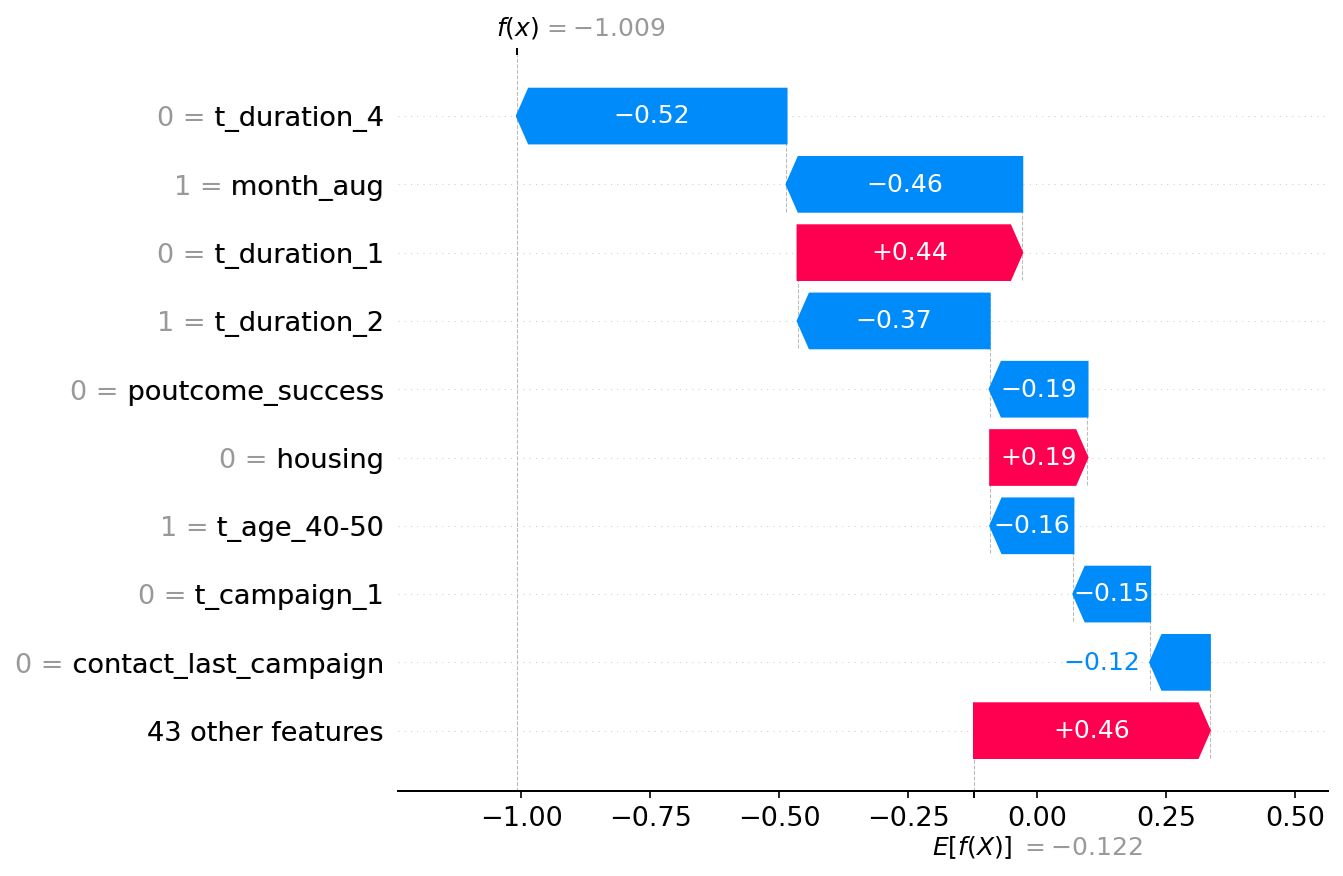 f(x) = −1.009
0 = t_duration_4 −0.52
1 = month_aug −0.46
0 = t_duration_1 +0.44
1 = t_duration_2 −0.37
0 = poutcome_success −0.19
0 = housing +0.19
1 = t_age_40-50 −0.16
0 = t_campaign_1 −0.15
0 = contact_last_campaign −0.12
43 other features +0.46
−1.00 −0.75 −0.50 −0.25 0.00 0.25 0.50
E[f(X)] = −0.122